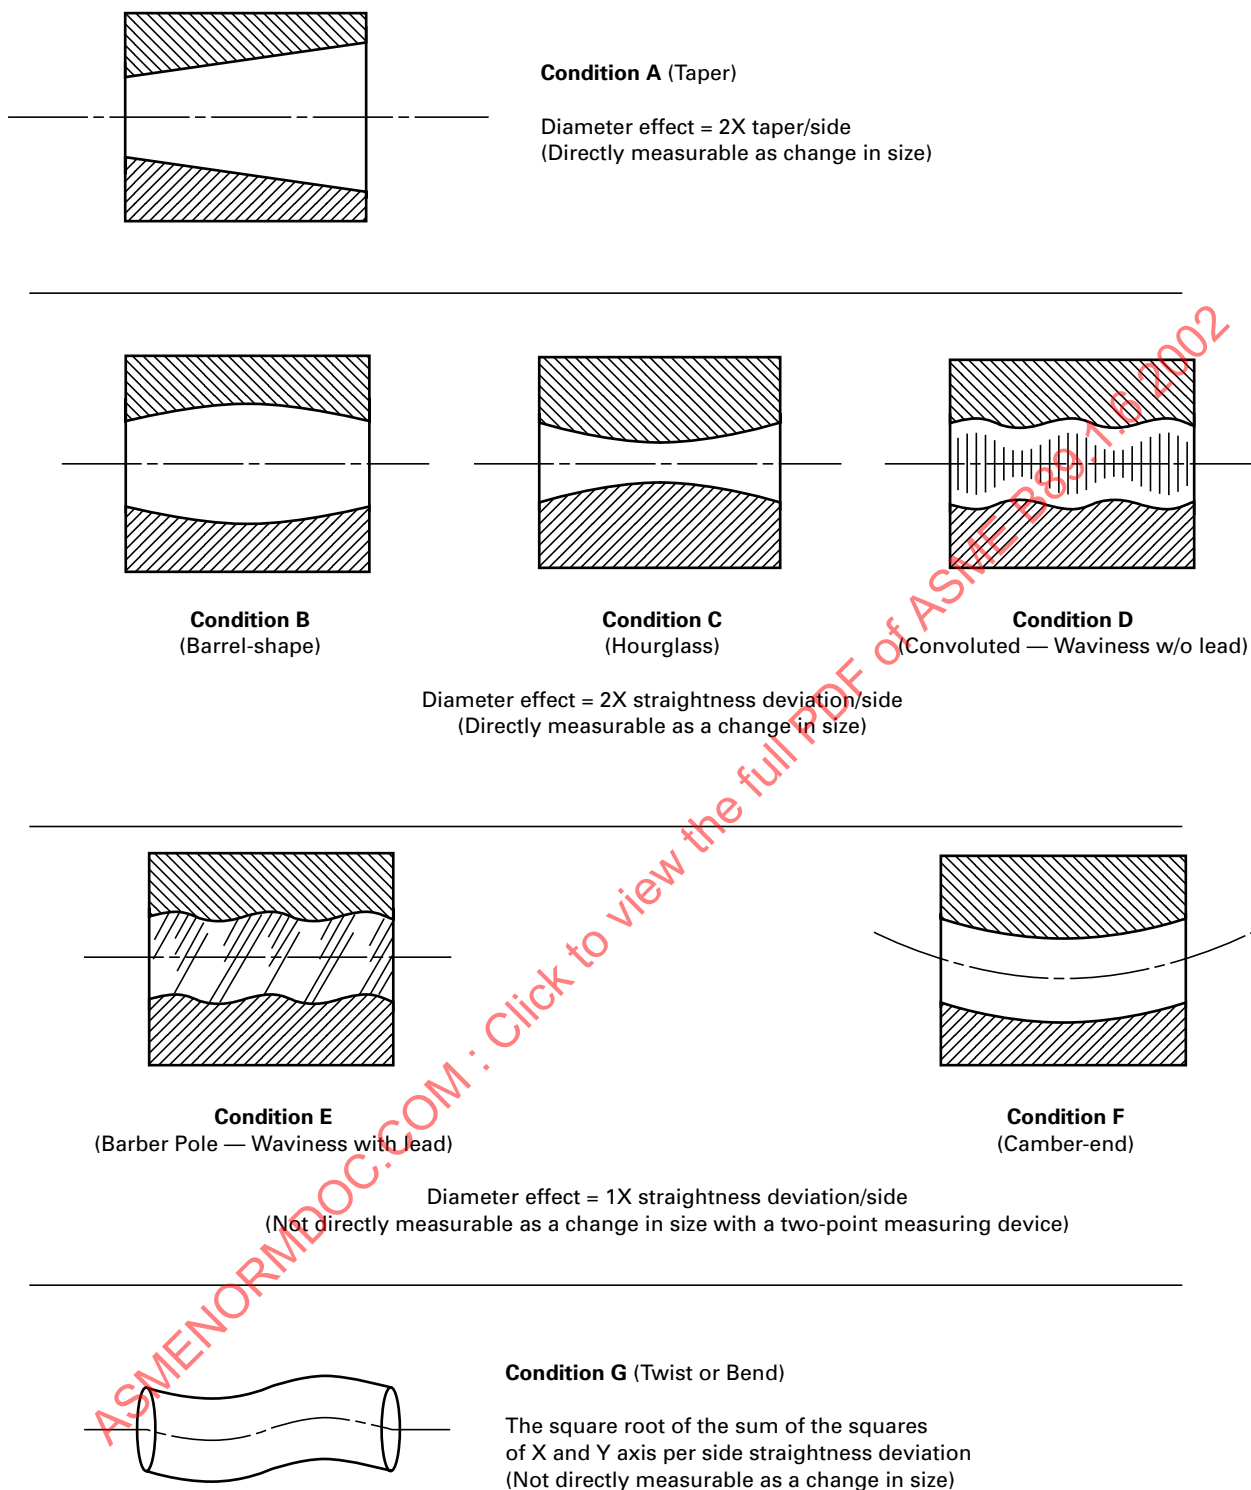 Condition A (Taper)
Diameter effect = 2X taper/side
(Directly measurable as change in size)
Condition B
(Barrel-shape)
Condition C
(Hourglass)
Condition D
(Convoluted — Waviness w/o lead)
Diameter effect = 2X straightness deviation/side
(Directly measurable as a change in size)
Condition E
(Barber Pole — Waviness with lead)
Condition F
(Camber-end)
Diameter effect = 1X straightness deviation/side
(Not directly measurable as a change in size with a two-point measuring device)
Condition G (Twist or Bend)
The square root of the sum of the squares
of X and Y axis per side straightness deviation
(Not directly measurable as a change in size)
ASMENORMDOC.COM : Click to view the full PDF of ASME B89.1.6 2002